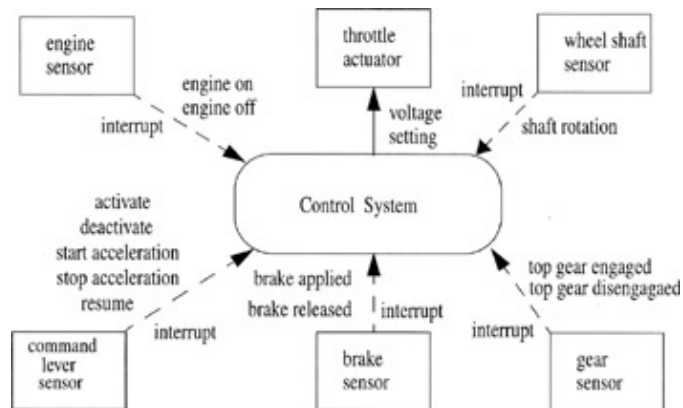 engine
sensor
throttle
actuator
wheel shaft
sensor
engine on
engine off
interrupt
voltage
setting
interrupt
shaft rotation
Control System
activate
deactivate
start acceleration
stop acceleration
resume
interrupt
brake applied
brake released
interrupt
top gear engaged
top gear disengagaed
interrupt
command
lever
sensor
brake
sensor
gear
sensor